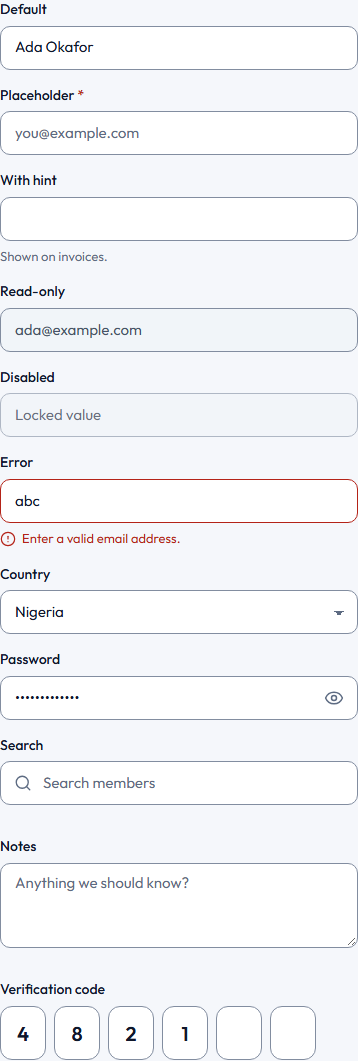 Default
Ada Okafor
Placeholder *
you@example.com
With hint
Shown on invoices.
Read-only
ada@example.com
Disabled
Locked value
Error
abc
Enter a valid email address.
Country
Nigeria
Password
•••••••••••••
Search
Search members
Notes
Anything we should know?
Verification code
4 8 2 1